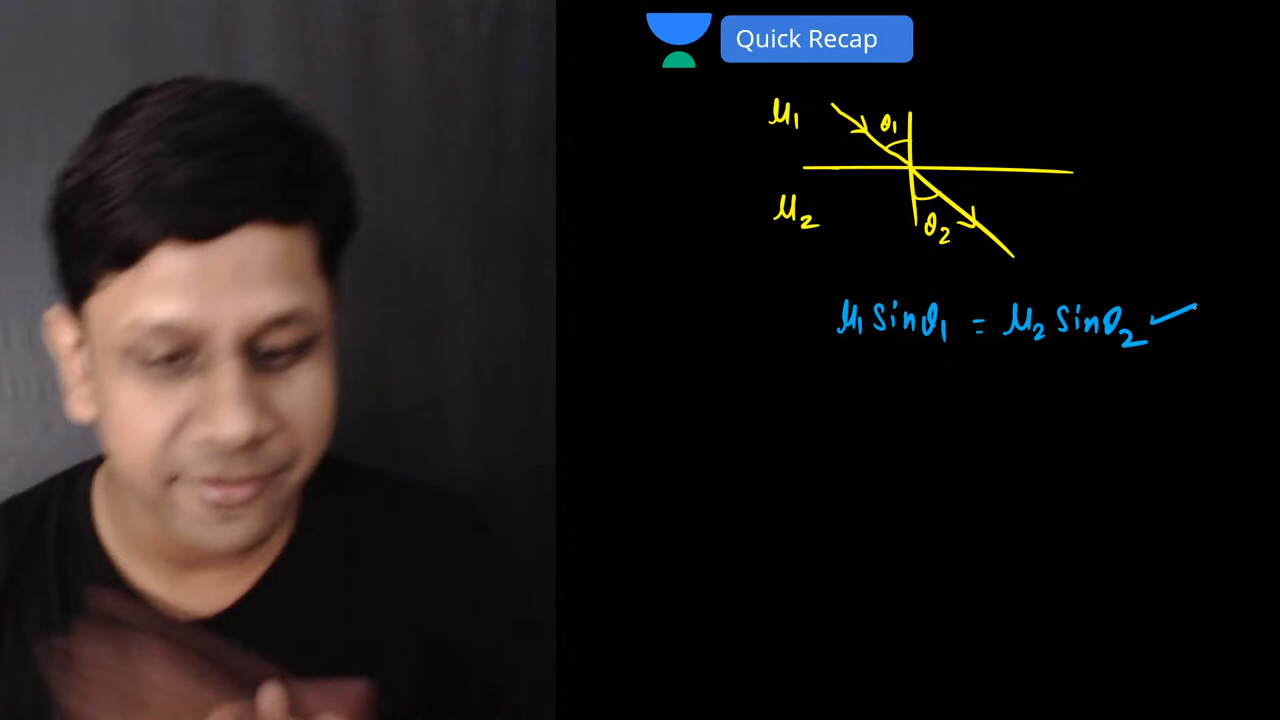 Quick Recap
μ₁
θ₁
μ₂
θ₂
μ₁ sinθ₁ = μ₂ sinθ₂ ✓